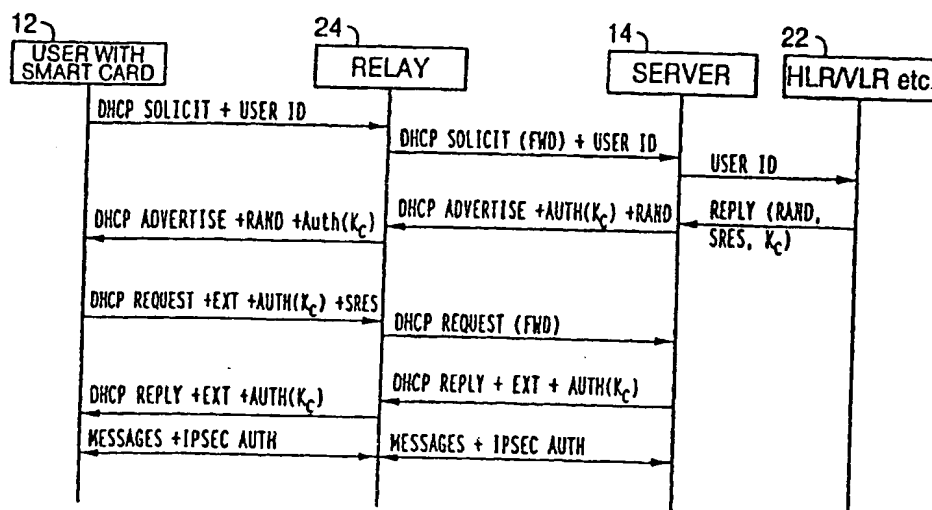 12
24
14
22
USER WITH
SMART CARD
RELAY
SERVER
HLR/VLR etc.
DHCP SOLICIT + USER ID
DHCP SOLICIT (FWD) + USER ID
USER ID
DHCP ADVERTISE +RAND +Auth(KC)
DHCP ADVERTISE +AUTH(KC) +RAND
REPLY (RAND,
SRES, KC)
DHCP REQUEST +EXT +AUTH(KC) +SRES
DHCP REQUEST (FWD)
DHCP REPLY + EXT + AUTH(KC)
DHCP REPLY +EXT +AUTH(KC)
MESSAGES +IPSEC AUTH
MESSAGES + IPSEC AUTH